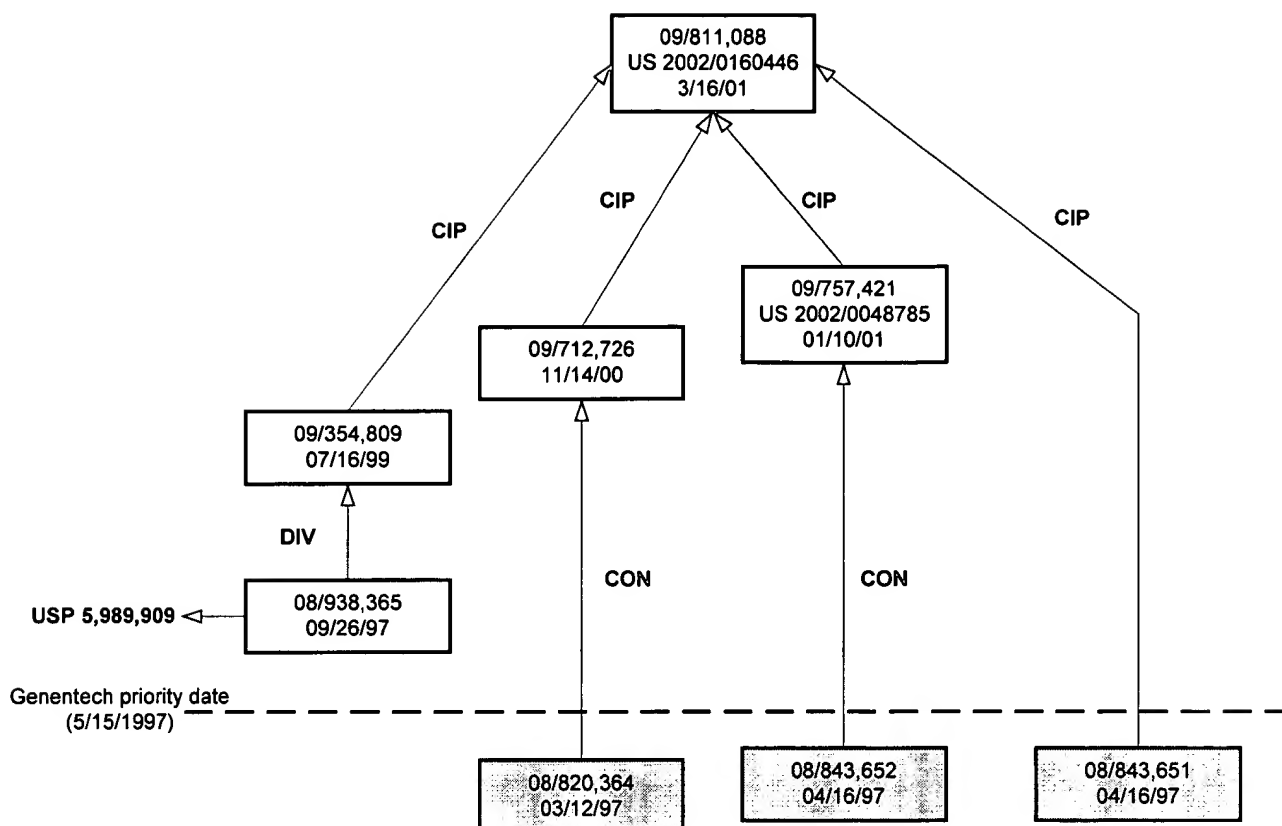 09/811,088
US 2002/0160446
3/16/01
CIP
CIP
CIP
CIP
09/757,421
US 2002/0048785
01/10/01
09/712,726
11/14/00
09/354,809
07/16/99
DIV
CON
CON
USP 5,989,909
08/938,365
09/26/97
Genentech priority date
(5/15/1997)
08/820,364
03/12/97
08/843,652
04/16/97
08/843,651
04/16/97